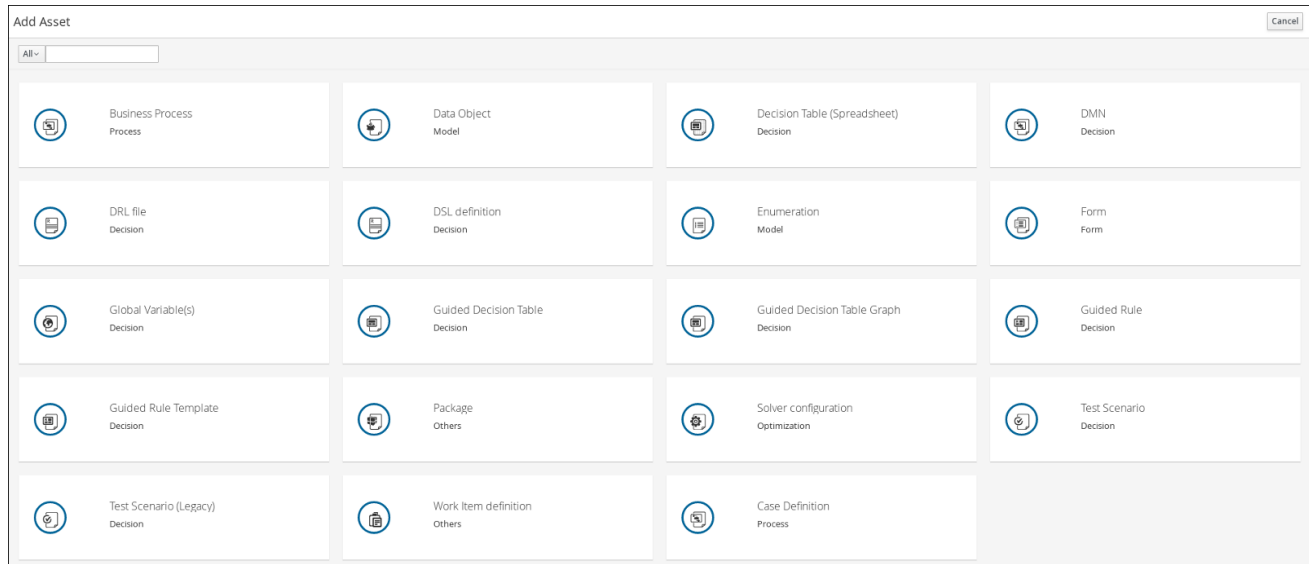 Add Asset
Cancel
All
Business Process
Process
Data Object
Model
Decision Table (Spreadsheet)
Decision
DMN
Decision
DRL file
Decision
DSL definition
Decision
Enumeration
Model
Form
Form
Global Variable(s)
Decision
Guided Decision Table
Decision
Guided Decision Table Graph
Decision
Guided Rule
Decision
Guided Rule Template
Decision
Package
Others
Solver configuration
Optimization
Test Scenario
Decision
Test Scenario (Legacy)
Decision
Work Item definition
Others
Case Definition
Process